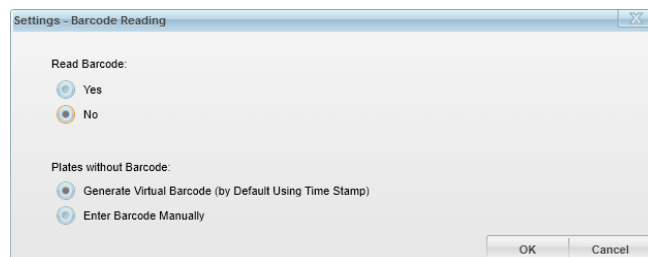 Settings - Barcode Reading
Read Barcode:
Yes
No
Plates without Barcode:
Generate Virtual Barcode (by Default Using Time Stamp)
Enter Barcode Manually
OK Cancel